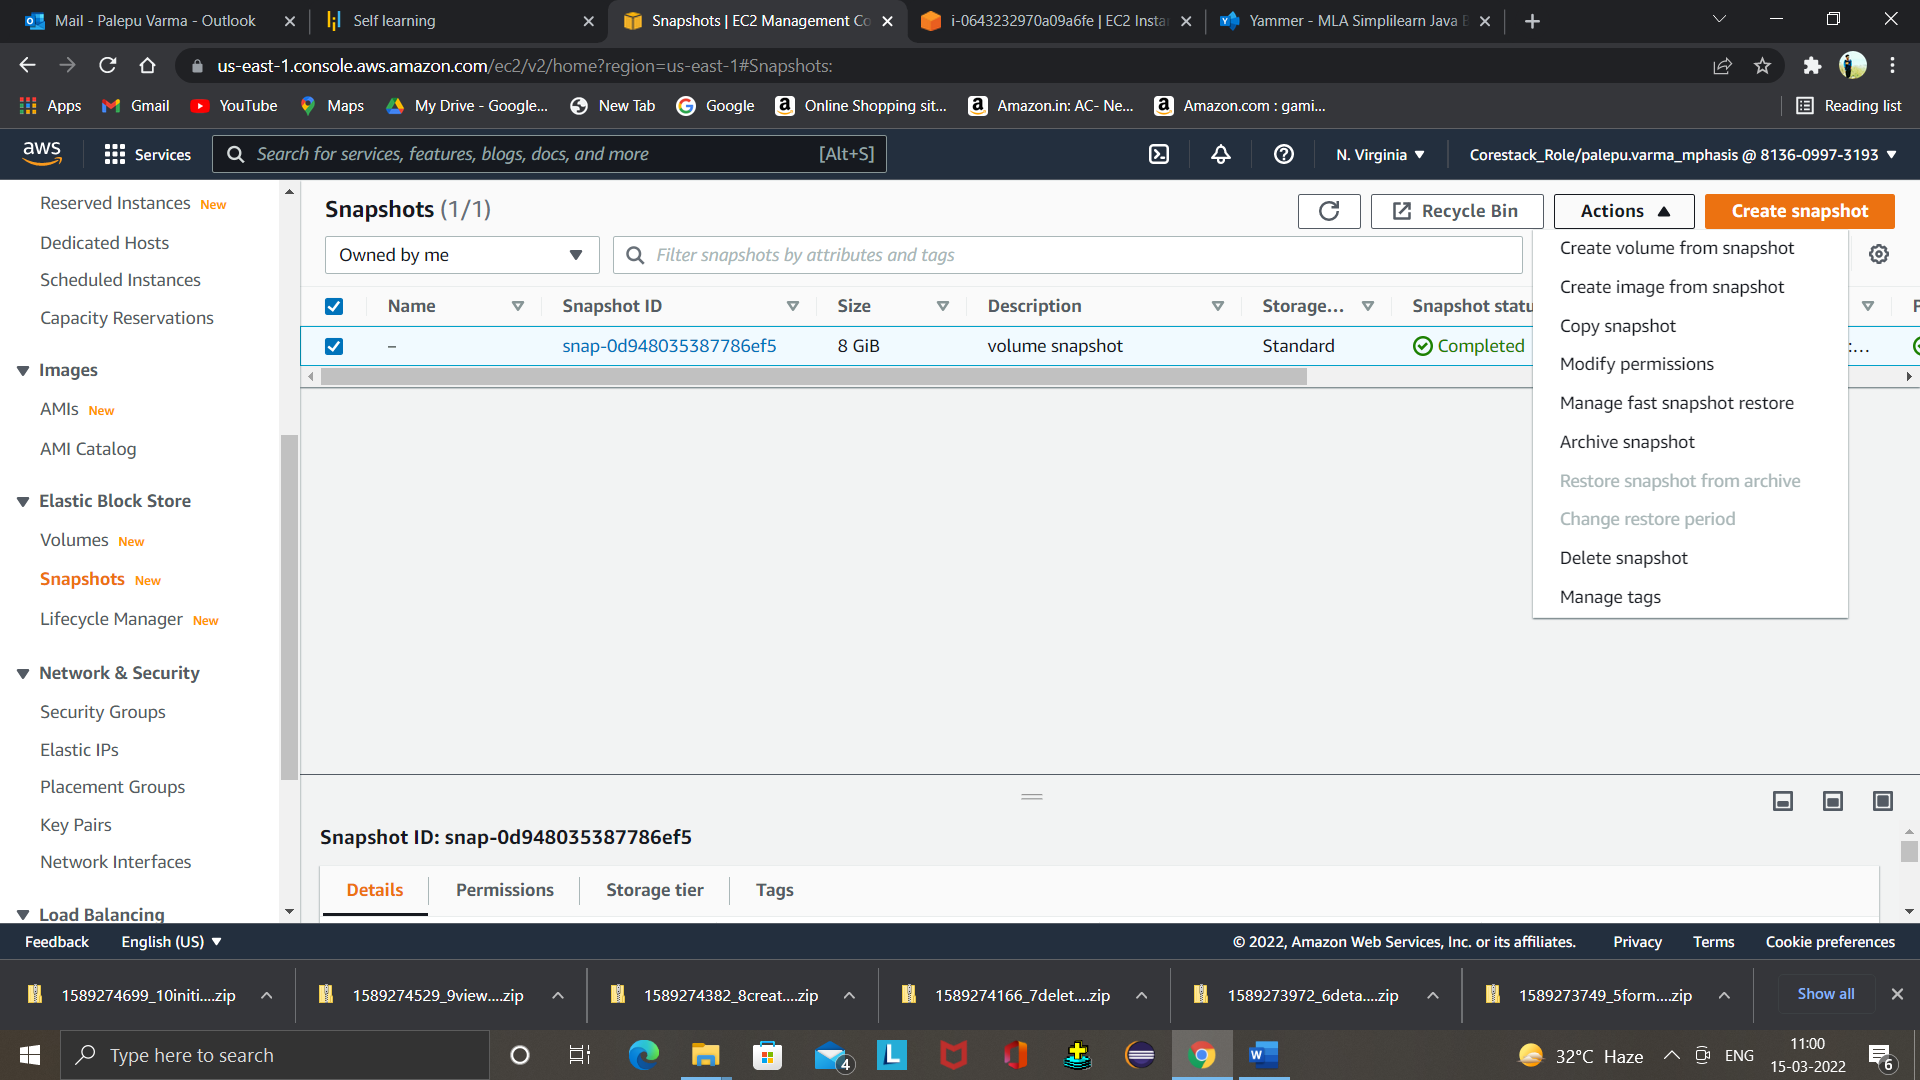 Mail - Palepu Varma - Outlook
Self learning
Snapshots | EC2 Management Co
i-0643232970a09a6fe | EC2 Instan
Yammer - MLA Simplilearn Java B
us-east-1.console.aws.amazon.com/ec2/v2/home?region=us-east-1#Snapshots:
Apps
Gmail
YouTube
Maps
My Drive - Google...
New Tab
Google
Online Shopping sit...
Amazon.in: AC- Ne...
Amazon.com : gami...
Reading list
aws
Services
Search for services, features, blogs, docs, and more
[Alt+S]
N. Virginia
Corestack_Role/palepu.varma_mphasis @ 8136-0997-3193
Reserved Instances New
Dedicated Hosts
Scheduled Instances
Capacity Reservations
Images
AMIs New
AMI Catalog
Elastic Block Store
Volumes New
Snapshots New
Lifecycle Manager New
Network & Security
Security Groups
Elastic IPs
Placement Groups
Key Pairs
Network Interfaces
Load Balancing
Snapshots (1/1)
Recycle Bin
Actions
Create snapshot
Owned by me
Filter snapshots by attributes and tags
Name
Snapshot ID
Size
Description
Storage...
Snapshot statu
–
snap-0d948035387786ef5
8 GiB
volume snapshot
Standard
Completed
:...
Create volume from snapshot
Create image from snapshot
Copy snapshot
Modify permissions
Manage fast snapshot restore
Archive snapshot
Restore snapshot from archive
Change restore period
Delete snapshot
Manage tags
Snapshot ID: snap-0d948035387786ef5
Details
Permissions
Storage tier
Tags
Feedback
English (US)
© 2022, Amazon Web Services, Inc. or its affiliates.
Privacy
Terms
Cookie preferences
1589274699_10initi....zip
1589274529_9view....zip
1589274382_8creat....zip
1589274166_7delet....zip
1589273972_6deta....zip
1589273749_5form....zip
Show all
Type here to search
4
L
W
32°C Haze
ENG
11:00
15-03-2022
6